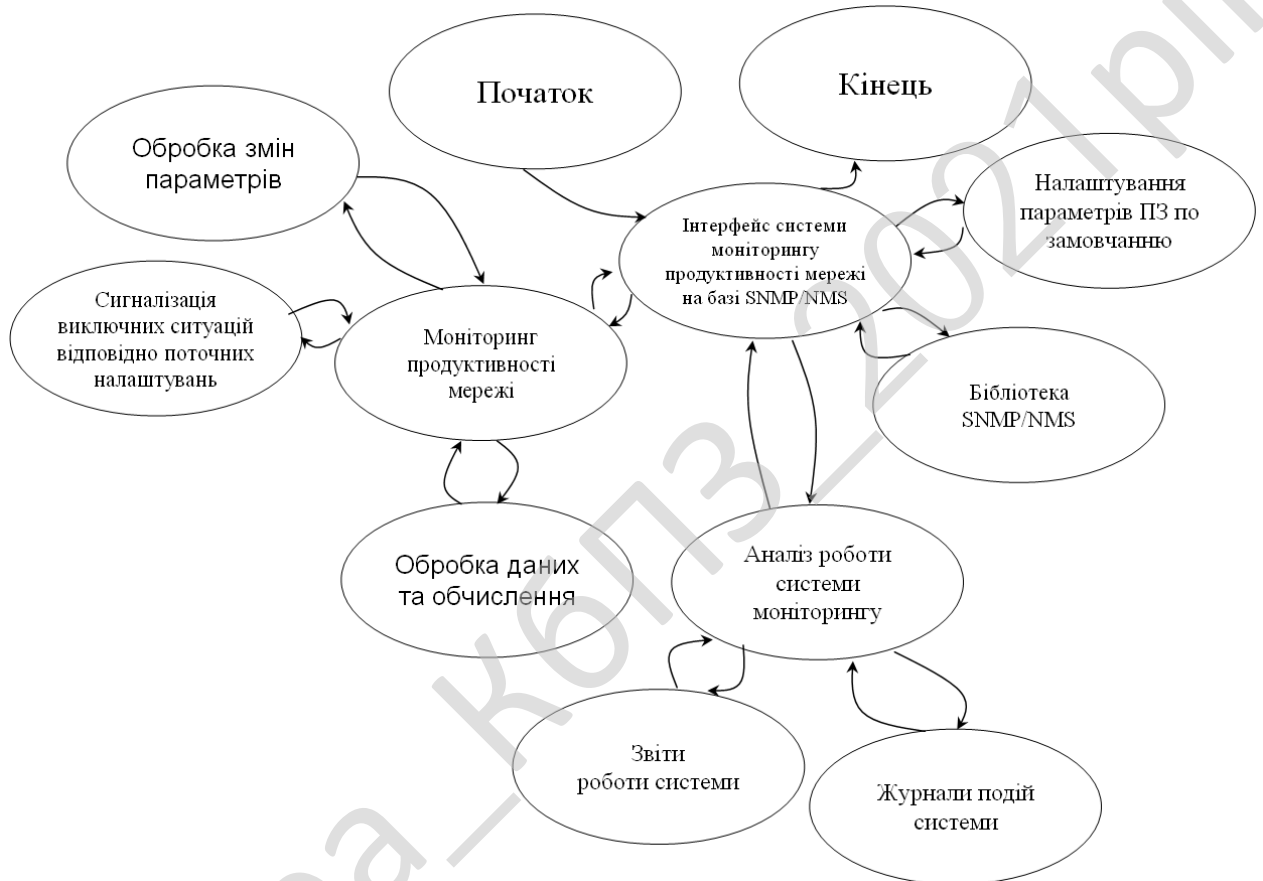 Початок
Кінець
Обробка змін
параметрів
Налаштування
параметрів ПЗ по
замовчанню
Інтерфейс системи
моніторингу
продуктивності мережі
на базі SNMP/NMS
Сигналізація
виключних ситуацій
відповідно поточних
налаштувань
Моніторинг
продуктивності
мережі
Бібліотека
SNMP/NMS
Обробка даних
та обчислення
Аналіз роботи
системи
моніторингу
Звіти
роботи системи
Журнали подій
системи